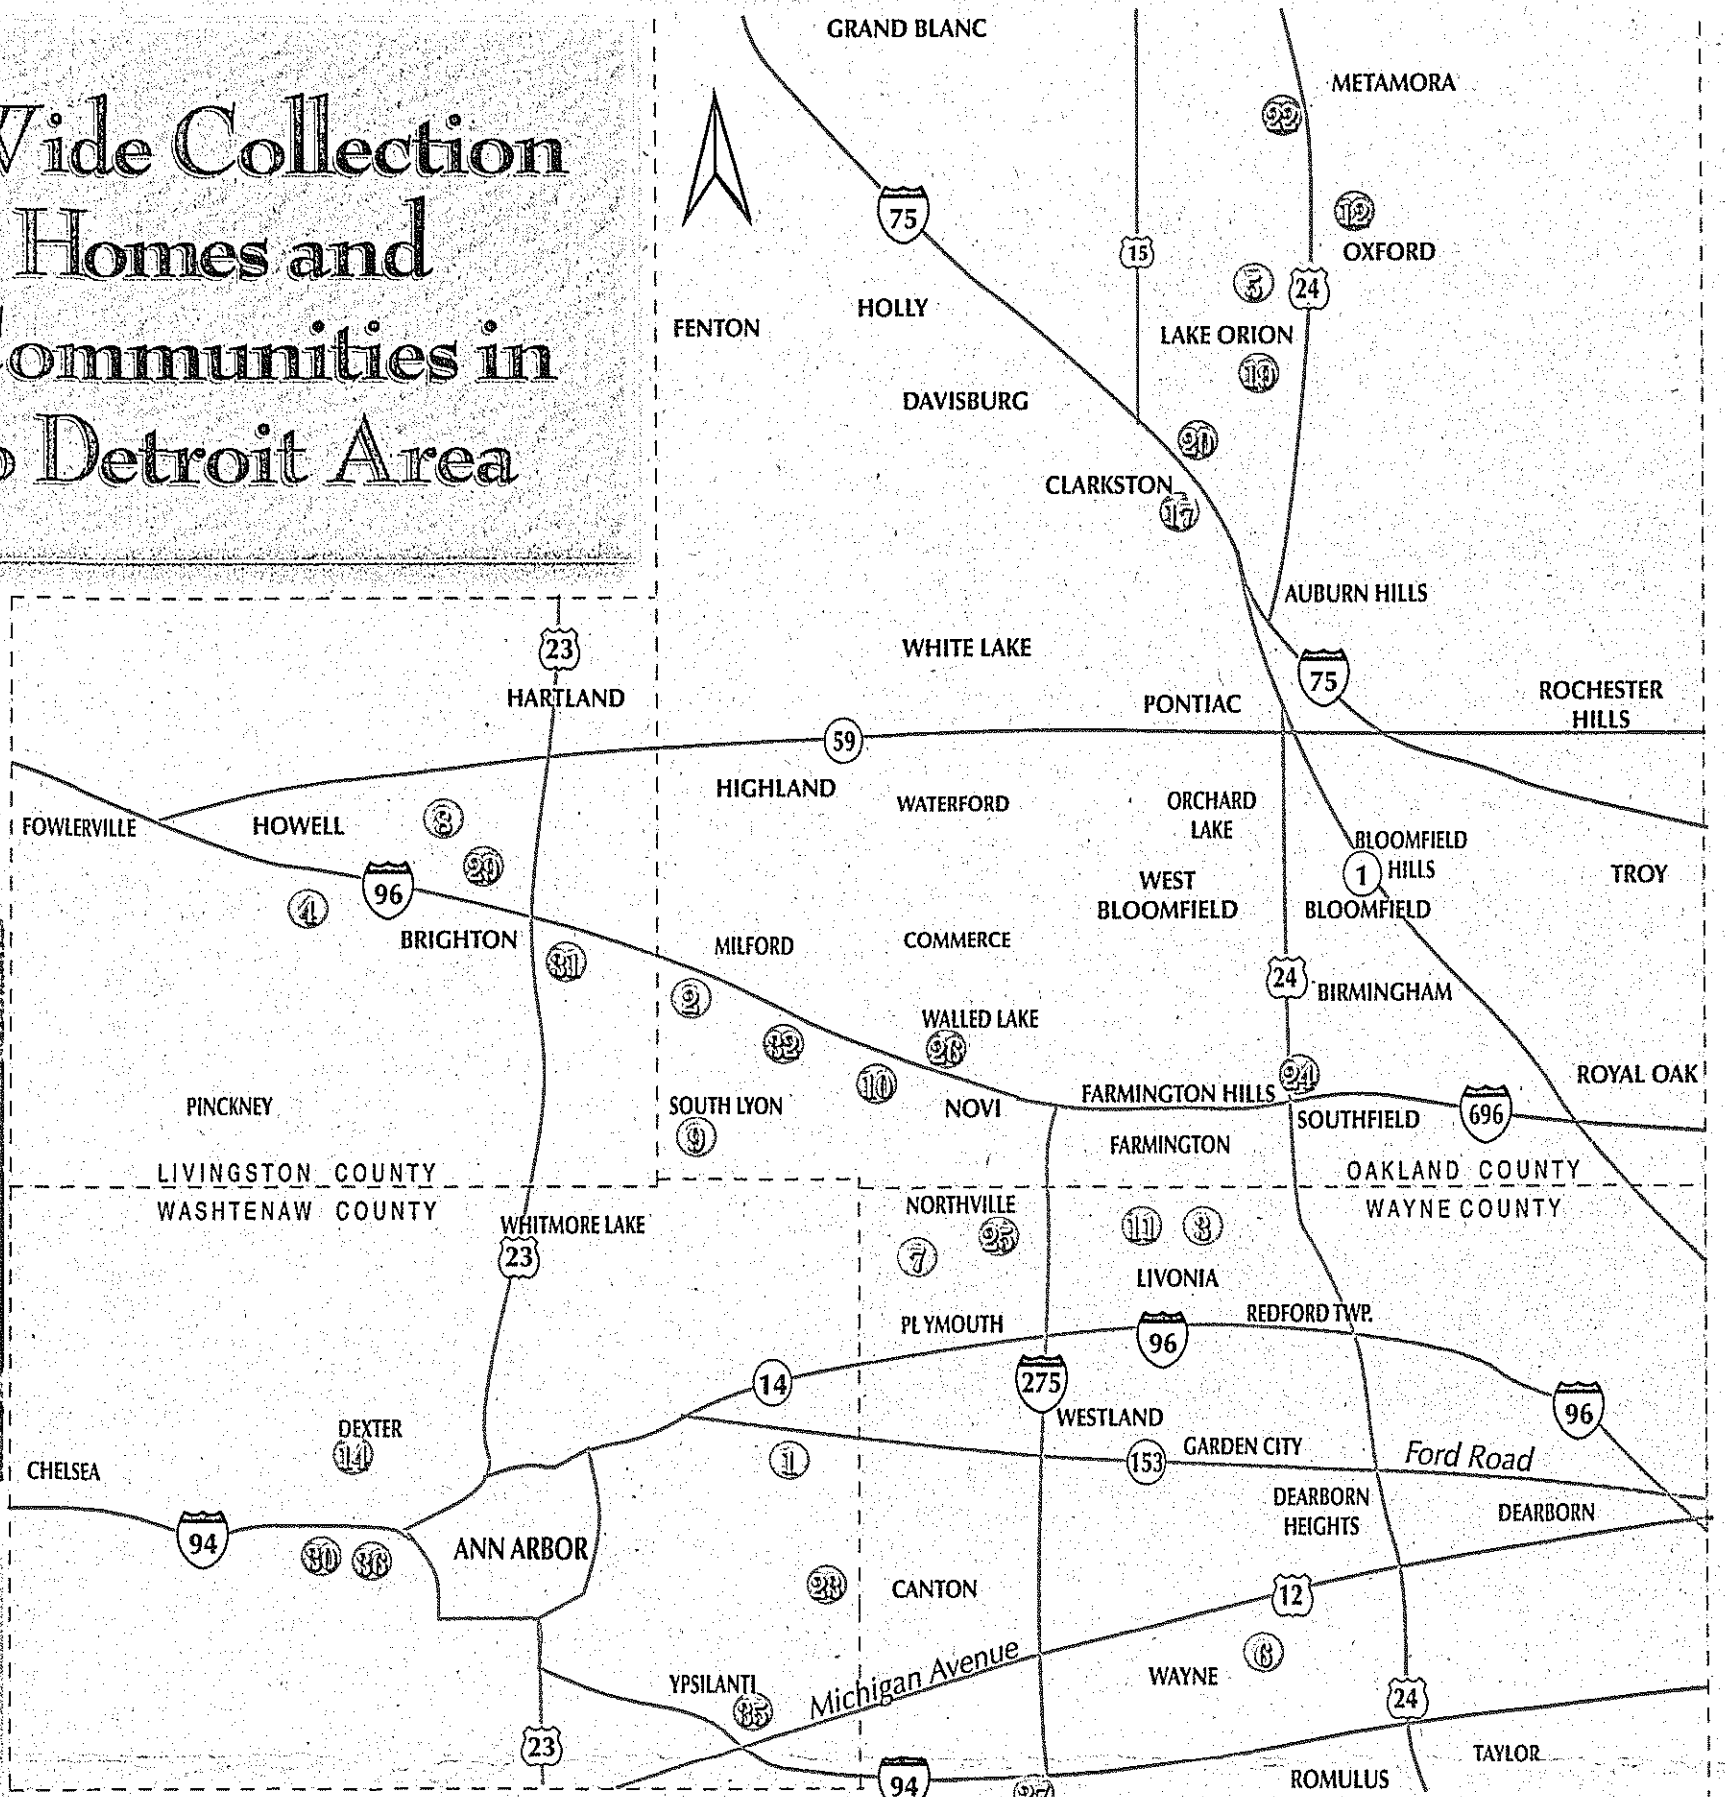 Wide Collection
Homes and
Communities in
Detroit Area
GRAND BLANC
METAMORA
22
12
75
15
OXFORD
5
24
HOLLY
FENTON
LAKE ORION
19
DAVISBURG
20
CLARKSTON
17
AUBURN HILLS
23
WHITE LAKE
75
HARTLAND
PONTIAC
ROCHESTER
HILLS
59
HIGHLAND
WATERFORD
ORCHARD
LAKE
FOWLERVILLE
HOWELL
8
BLOOMFIELD
HILLS
1
29
TROY
96
4
WEST
BLOOMFIELD
BLOOMFIELD
BRIGHTON
MILFORD
COMMERCE
31
24
BIRMINGHAM
2
WALLED LAKE
32
26
10
24
ROYAL OAK
PINCKNEY
SOUTH LYON
NOVI
FARMINGTON HILLS
696
SOUTHFIELD
9
FARMINGTON
LIVINGSTON COUNTY
OAKLAND COUNTY
WASHTENAW COUNTY
WAYNE COUNTY
NORTHVILLE
WHITMORE LAKE
11
3
25
23
7
LIVONIA
PLYMOUTH
REDFORD TWP.
96
14
275
96
WESTLAND
DEXTER
14
GARDEN CITY
Ford Road
153
1
CHELSEA
DEARBORN
HEIGHTS
DEARBORN
94
ANN ARBOR
30
36
28
CANTON
12
6
Michigan Avenue
WAYNE
YPSILANTI
35
24
23
TAYLOR
94
ROMULUS